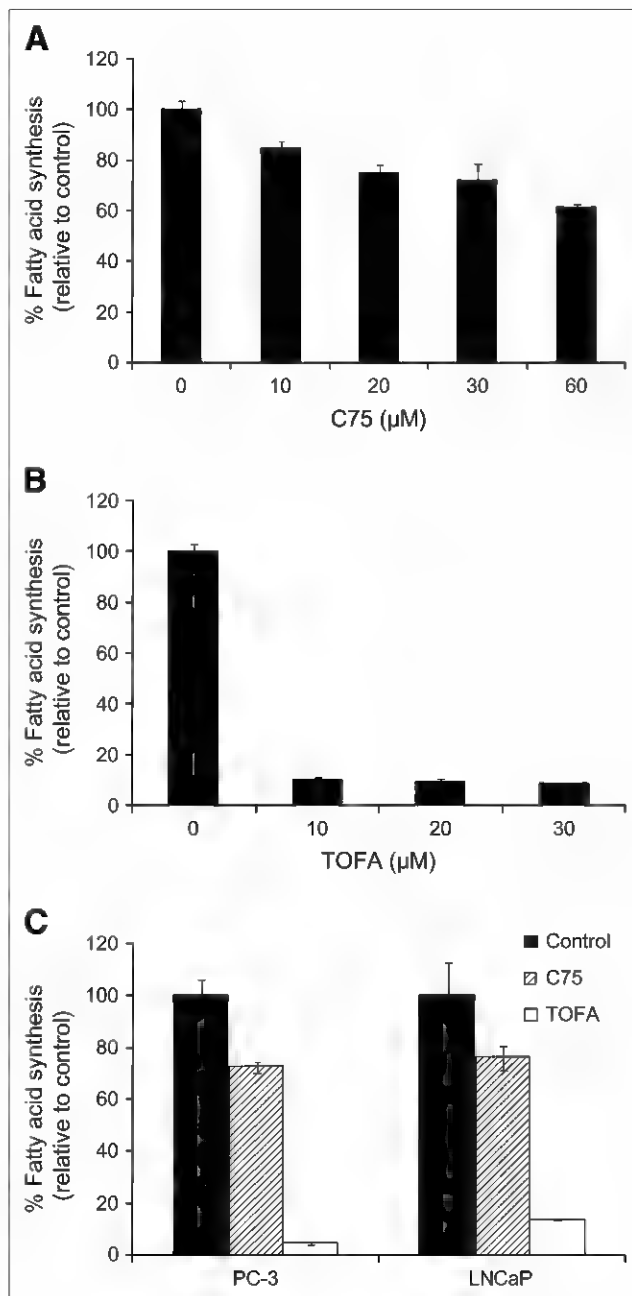 A
% Fatty acid synthesis
(relative to control)
120
100
80
60
40
20
0
0 10 20 30 60
C75 (µM)
B
% Fatty acid synthesis
(relative to control)
120
100
80
60
40
20
0
0 10 20 30
TOFA (µM)
C
% Fatty acid synthesis
(relative to control)
120
100
80
60
40
20
0
Control
C75
TOFA
PC-3 LNCaP